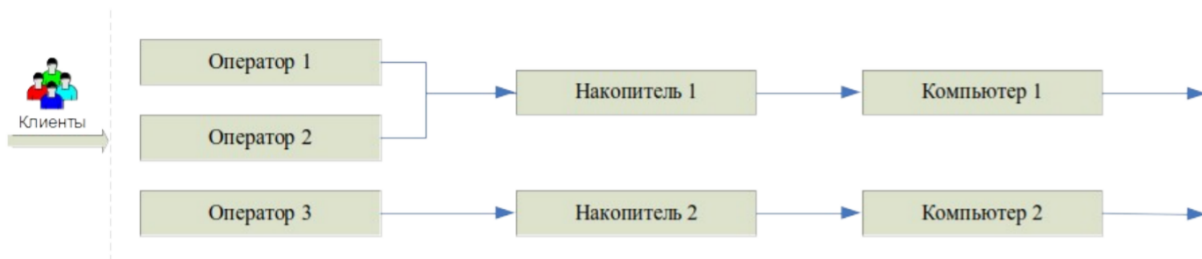 Клиенты
Оператор 1
Накопитель 1
Компьютер 1
Оператор 2
Оператор 3
Накопитель 2
Компьютер 2